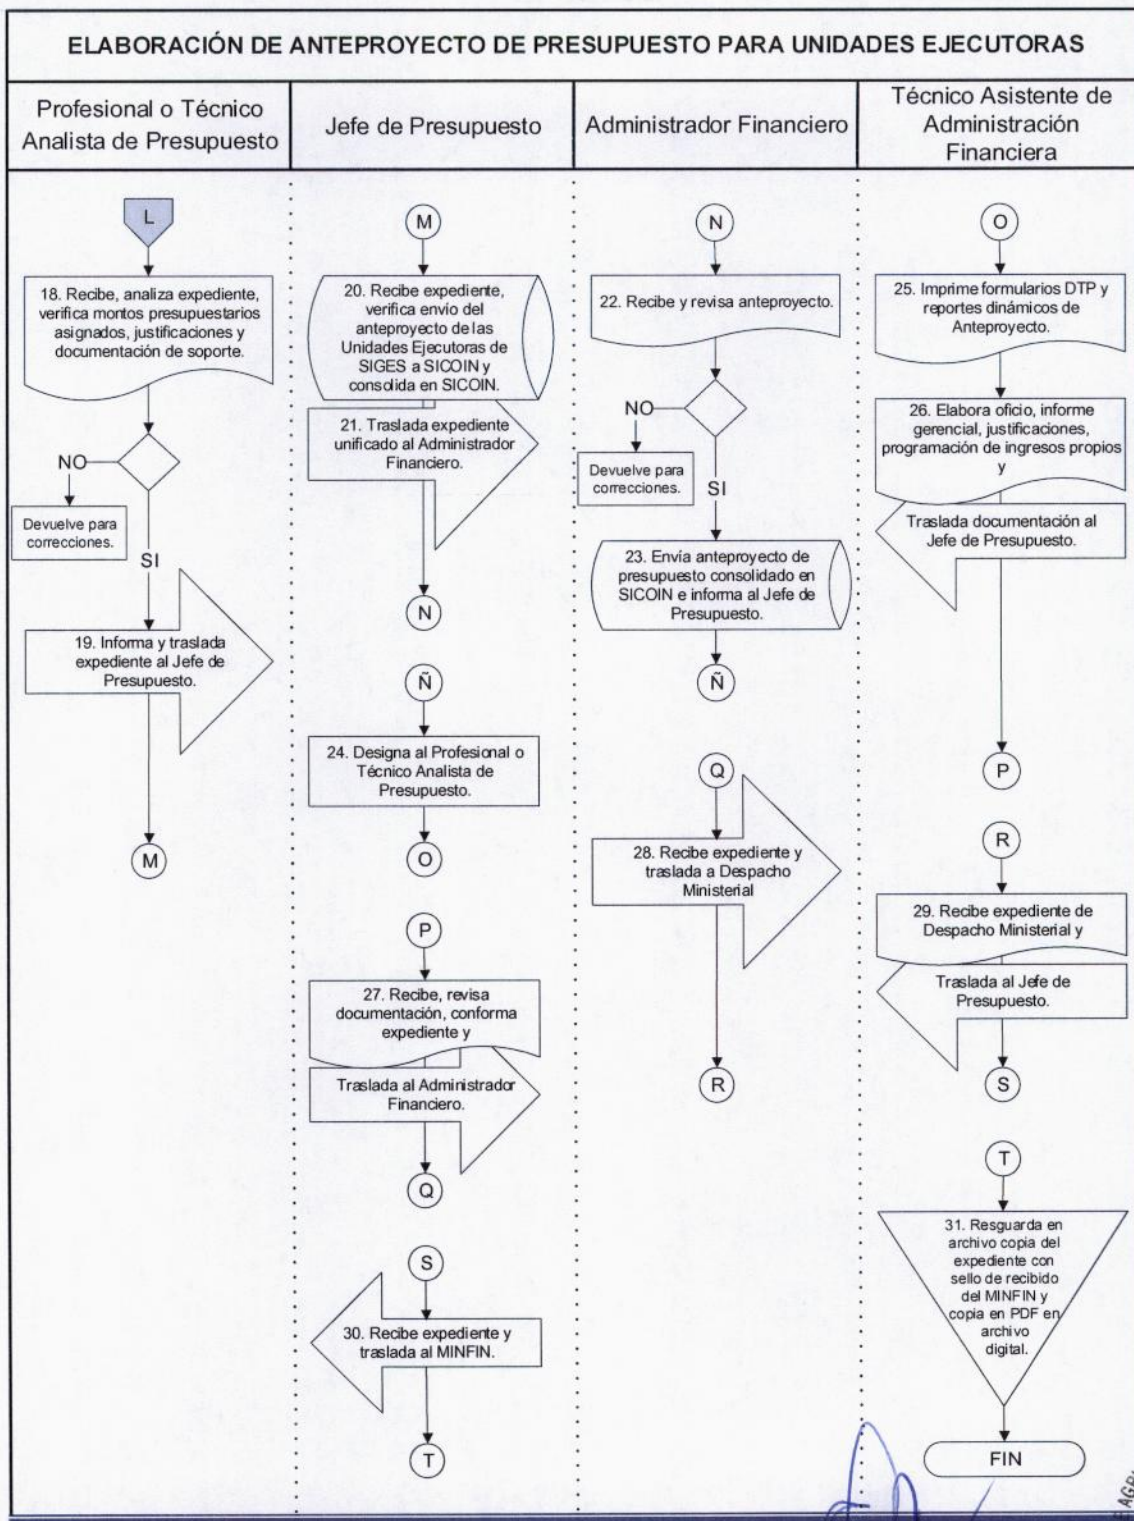 ELABORACIÓN DE ANTEPROYECTO DE PRESUPUESTO PARA UNIDADES EJECUTORAS
Profesional o Técnico
Analista de Presupuesto
Jefe de Presupuesto
Administrador Financiero
Técnico Asistente de
Administración
Financiera
L
18. Recibe, analiza expediente,
verifica montos presupuestarios
asignados, justificaciones y
documentación de soporte.
NO
Devuelve para
correcciones.
SI
19. Informa y traslada
expediente al Jefe de
Presupuesto.
M
M
20. Recibe expediente,
verifica envío del
anteproyecto de las
Unidades Ejecutoras de
SIGES a SICOIN y
consolida en SICOIN.
21. Traslada expediente
unificado al Administrador
Financiero.
N
Ñ
24. Designa al Profesional o
Técnico Analista de
Presupuesto.
O
P
27. Recibe, revisa
documentación, conforma
expediente y
Traslada al Administrador
Financiero.
Q
S
30. Recibe expediente y
traslada al MINFIN.
T
N
22. Recibe y revisa anteproyecto.
NO
Devuelve para
correcciones.
SI
23. Envía anteproyecto de
presupuesto consolidado en
SICOIN e informa al Jefe de
Presupuesto.
Ñ
Q
28. Recibe expediente y
traslada a Despacho
Ministerial
R
O
25. Imprime formularios DTP y
reportes dinámicos de
Anteproyecto.
26. Elabora oficio, informe
gerencial, justificaciones,
programación de ingresos propios
y
Traslada documentación al
Jefe de Presupuesto.
P
R
29. Recibe expediente de
Despacho Ministerial y
Traslada al Jefe de
Presupuesto.
S
T
31. Resguarda en
archivo copia del
expediente con
sello de recibido
del MINFIN y
copia en PDF en
archivo
digital.
FIN